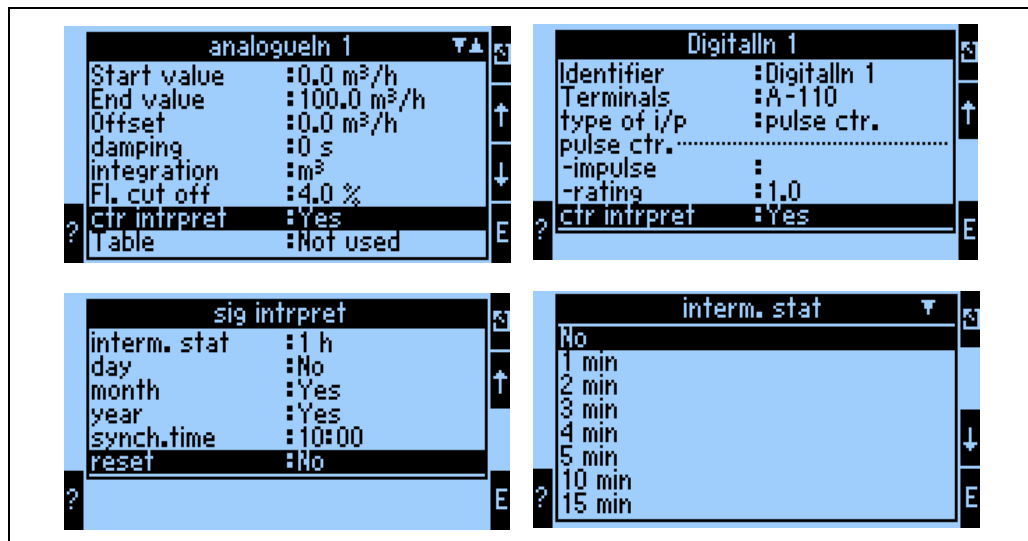 analogueIn 1
Start value :0.0 m³/h
End value :100.0 m³/h
Offset :0.0 m³/h
damping :0 s
integration :m³
Fl. cut off :4.0 %
ctr intrpret :Yes
Table :Not used
?
E
DigitalIn 1
Identifier :DigitalIn 1
Terminals :A-110
type of i/p :pulse ctr.
pulse ctr.
-impulse :
-rating :1.0
ctr intrpret :Yes
?
E
sig intrpret
interm. stat :1 h
day :No
month :Yes
year :Yes
synch.time :10:00
reset :No
?
E
interm. stat
No
1 min
2 min
3 min
4 min
5 min
10 min
15 min
?
E